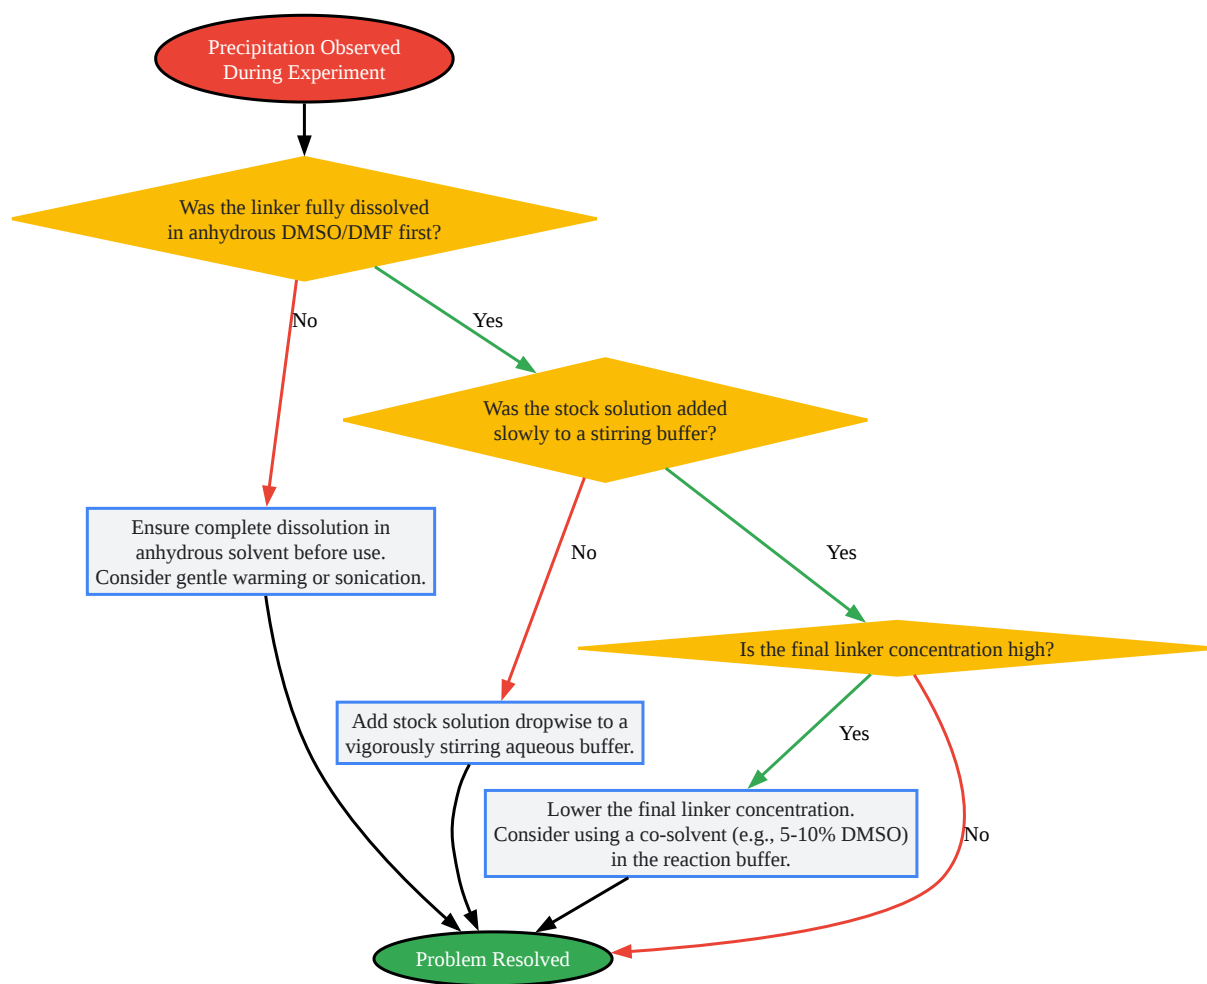 Precipitation Observed
During Experiment
Was the linker fully dissolved
in anhydrous DMSO/DMF first?
No
Yes
Was the stock solution added
slowly to a stirring buffer?
Ensure complete dissolution in
anhydrous solvent before use.
Consider gentle warming or sonication.
No
Yes
Is the final linker concentration high?
Add stock solution dropwise to a
vigorously stirring aqueous buffer.
Yes
Lower the final linker concentration.
Consider using a co-solvent (e.g., 5-10% DMSO)
in the reaction buffer.
No
Problem Resolved